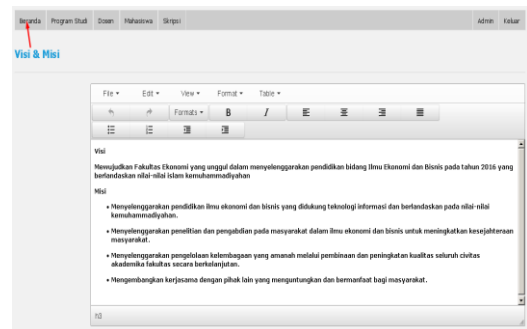 Beranda Program Studi Dosen Mahasiswa Skripsi Admin Keluar
Visi & Misi
File Edit View Format Table
Formats B I
Visi
Mewujudkan Fakultas Ekonomi yang unggul dalam menyelenggarakan pendidikan bidang Ilmu Ekonomi dan Bisnis pada tahun 2016 yang
berlandaskan nilai-nilai islam kemuhammadiyahan
Misi
• Menyelenggarakan pendidikan ilmu ekonomi dan bisnis yang didukung teknologi informasi dan berlandaskan pada nilai-nilai
kemuhammadiyahan.
• Menyelenggarakan penelitian dan pengabdian pada masyarakat dalam ilmu ekonomi dan bisnis untuk meningkatkan kesejahteraan
masyarakat.
• Menyelenggarakan pengelolaan kelembagaan yang amanah melalui pembinaan dan peningkatan kualitas seluruh civitas
akademika fakultas secara berkelanjutan.
• Mengembangkan kerjasama dengan pihak lain yang menguntungkan dan bermanfaat bagi masyarakat.
h3